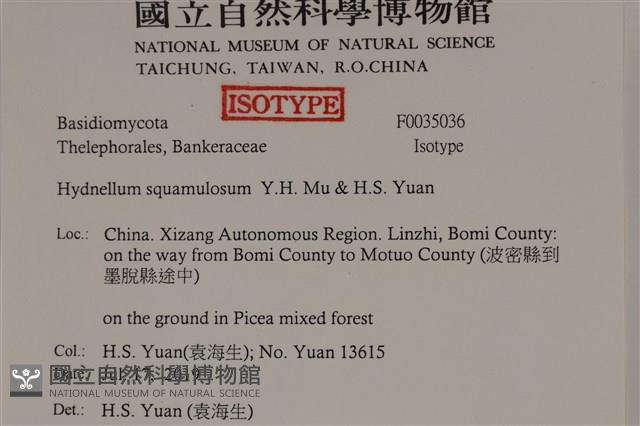 國立自然科學博物館
NATIONAL MUSEUM OF NATURAL SCIENCE
TAICHUNG, TAIWAN, R.O.CHINA
ISOTYPE
Basidiomycota F0035036
Thelephorales, Bankeraceae Isotype
Hydnellum squamulosum Y.H. Mu & H.S. Yuan
Loc.: China. Xizang Autonomous Region. Linzhi, Bomi County:
on the way from Bomi County to Motuo County (波密縣到
墨脫縣途中)
on the ground in Picea mixed forest
Col.: H.S. Yuan(袁海生); No. Yuan 13615
Date:
國立自然科學博物館
NATIONAL MUSEUM OF NATURAL SCIENCE
Det.: H.S. Yuan (袁海生)